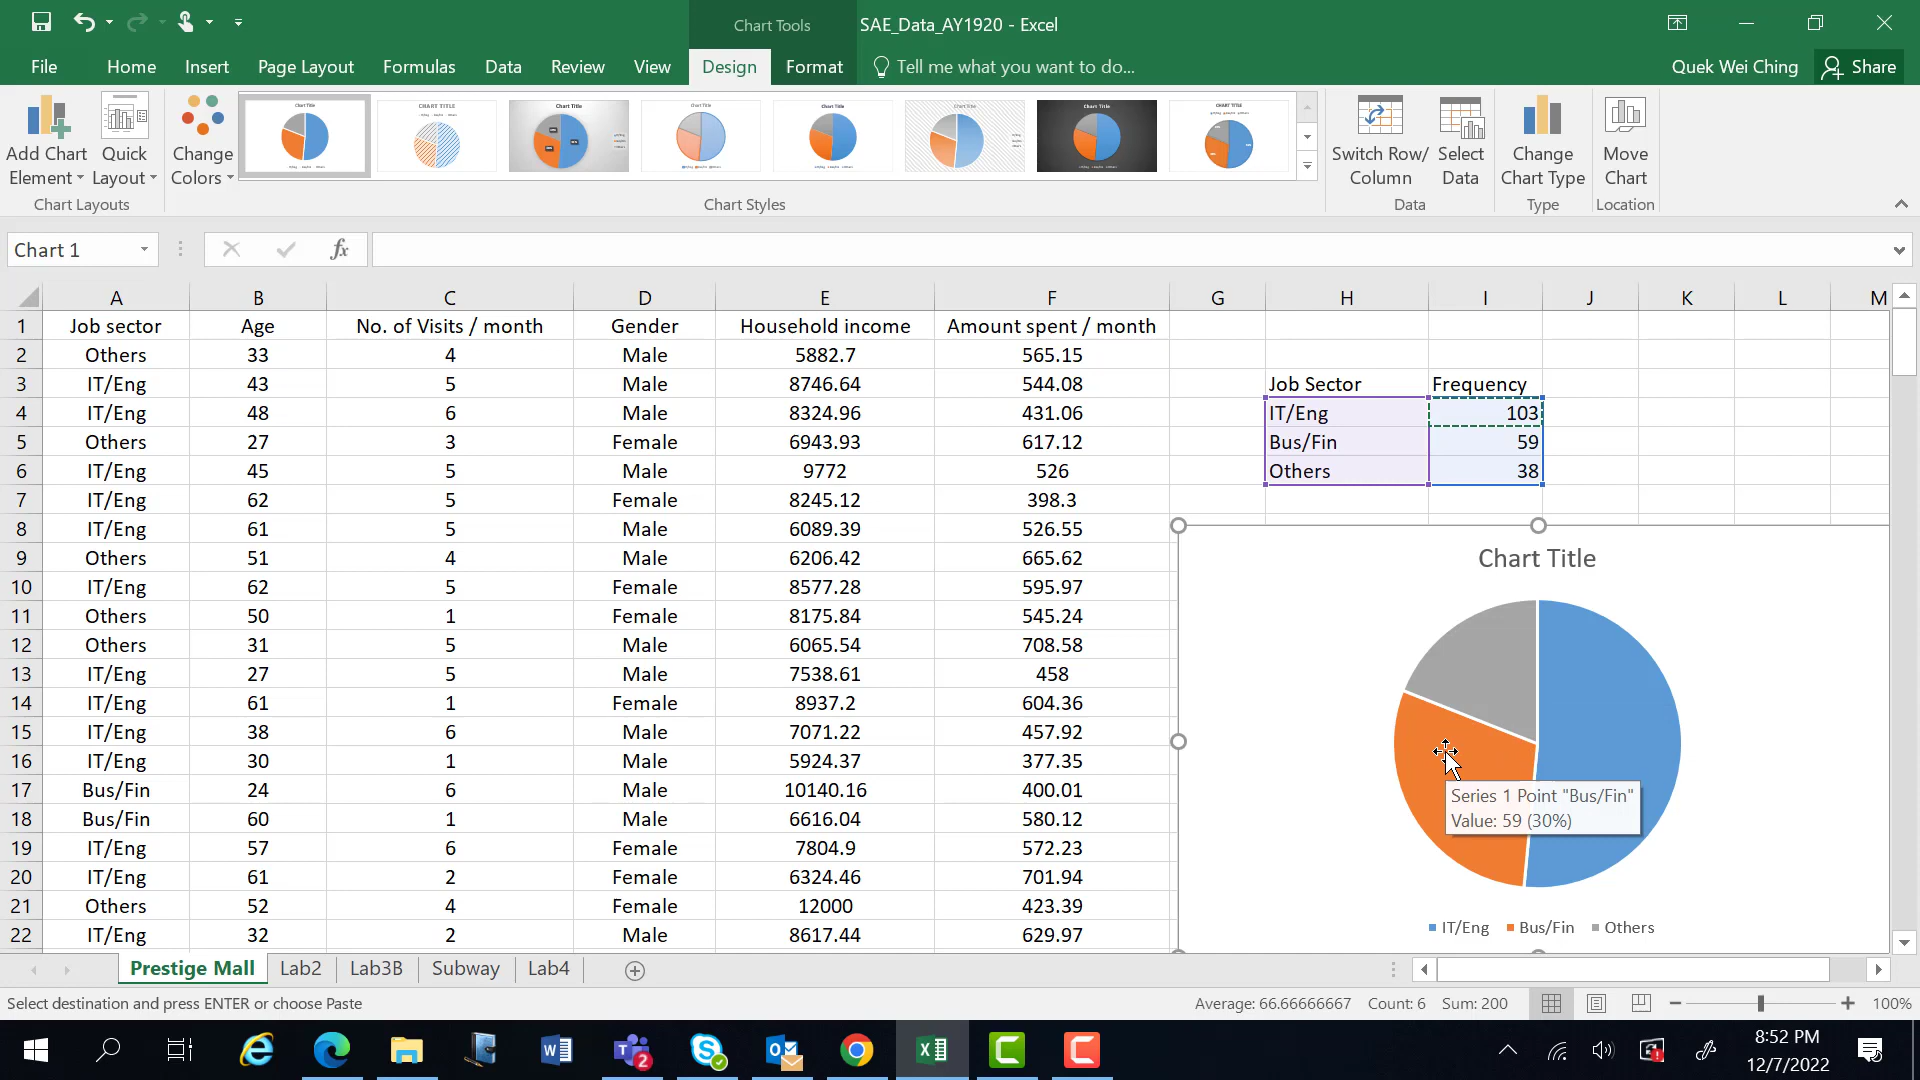 Chart Tools
SAE_Data_AY1920 - Excel
File Home Insert Page Layout Formulas Data Review View Design Format Tell me what you want to do... Quek Wei Ching Share
Add Chart Element
Quick Layout
Change Colors
Switch Row/ Column
Select Data
Change Chart Type
Move Chart
Chart Layouts Chart Styles Data Type Location
Chart 1 fx
A B C D E F G H I J K L M
1 Job sector Age No. of Visits / month Gender Household income Amount spent / month
2 Others 33 4 Male 5882.7 565.15
3 IT/Eng 43 5 Male 8746.64 544.08 Job Sector Frequency
4 IT/Eng 48 6 Male 8324.96 431.06 IT/Eng 103
5 Others 27 3 Female 6943.93 617.12 Bus/Fin 59
6 IT/Eng 45 5 Male 9772 526 Others 38
7 IT/Eng 62 5 Female 8245.12 398.3
8 IT/Eng 61 5 Male 6089.39 526.55
9 Others 51 4 Male 6206.42 665.62
10 IT/Eng 62 5 Female 8577.28 595.97
11 Others 50 1 Female 8175.84 545.24
12 Others 31 5 Male 6065.54 708.58
13 IT/Eng 27 5 Male 7538.61 458
14 IT/Eng 61 1 Female 8937.2 604.36
15 IT/Eng 38 6 Male 7071.22 457.92
16 IT/Eng 30 1 Male 5924.37 377.35
17 Bus/Fin 24 6 Male 10140.16 400.01
18 Bus/Fin 60 1 Male 6616.04 580.12
19 IT/Eng 57 6 Female 7804.9 572.23
20 IT/Eng 61 2 Female 6324.46 701.94
21 Others 52 4 Female 12000 423.39
22 IT/Eng 32 2 Male 8617.44 629.97
Chart Title
Series 1 Point "Bus/Fin"
Value: 59 (30%)
IT/Eng Bus/Fin Others
Prestige Mall Lab2 Lab3B Subway Lab4
Select destination and press ENTER or choose Paste Average: 66.66666667 Count: 6 Sum: 200 100%
8:52 PM
12/7/2022